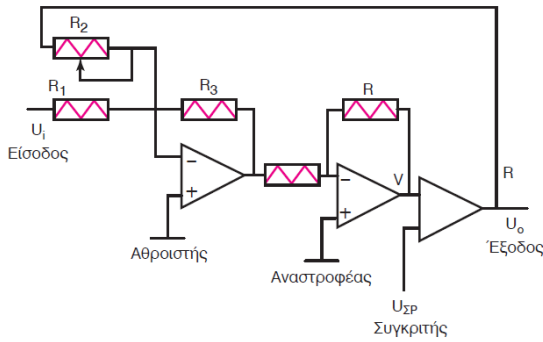 R2
R1
R3
R
Ui
Είσοδος
−
+
Αθροιστής
−
+
V
Αναστροφέας
R
Uo
Έξοδος
UΣΡ
Συγκριτής